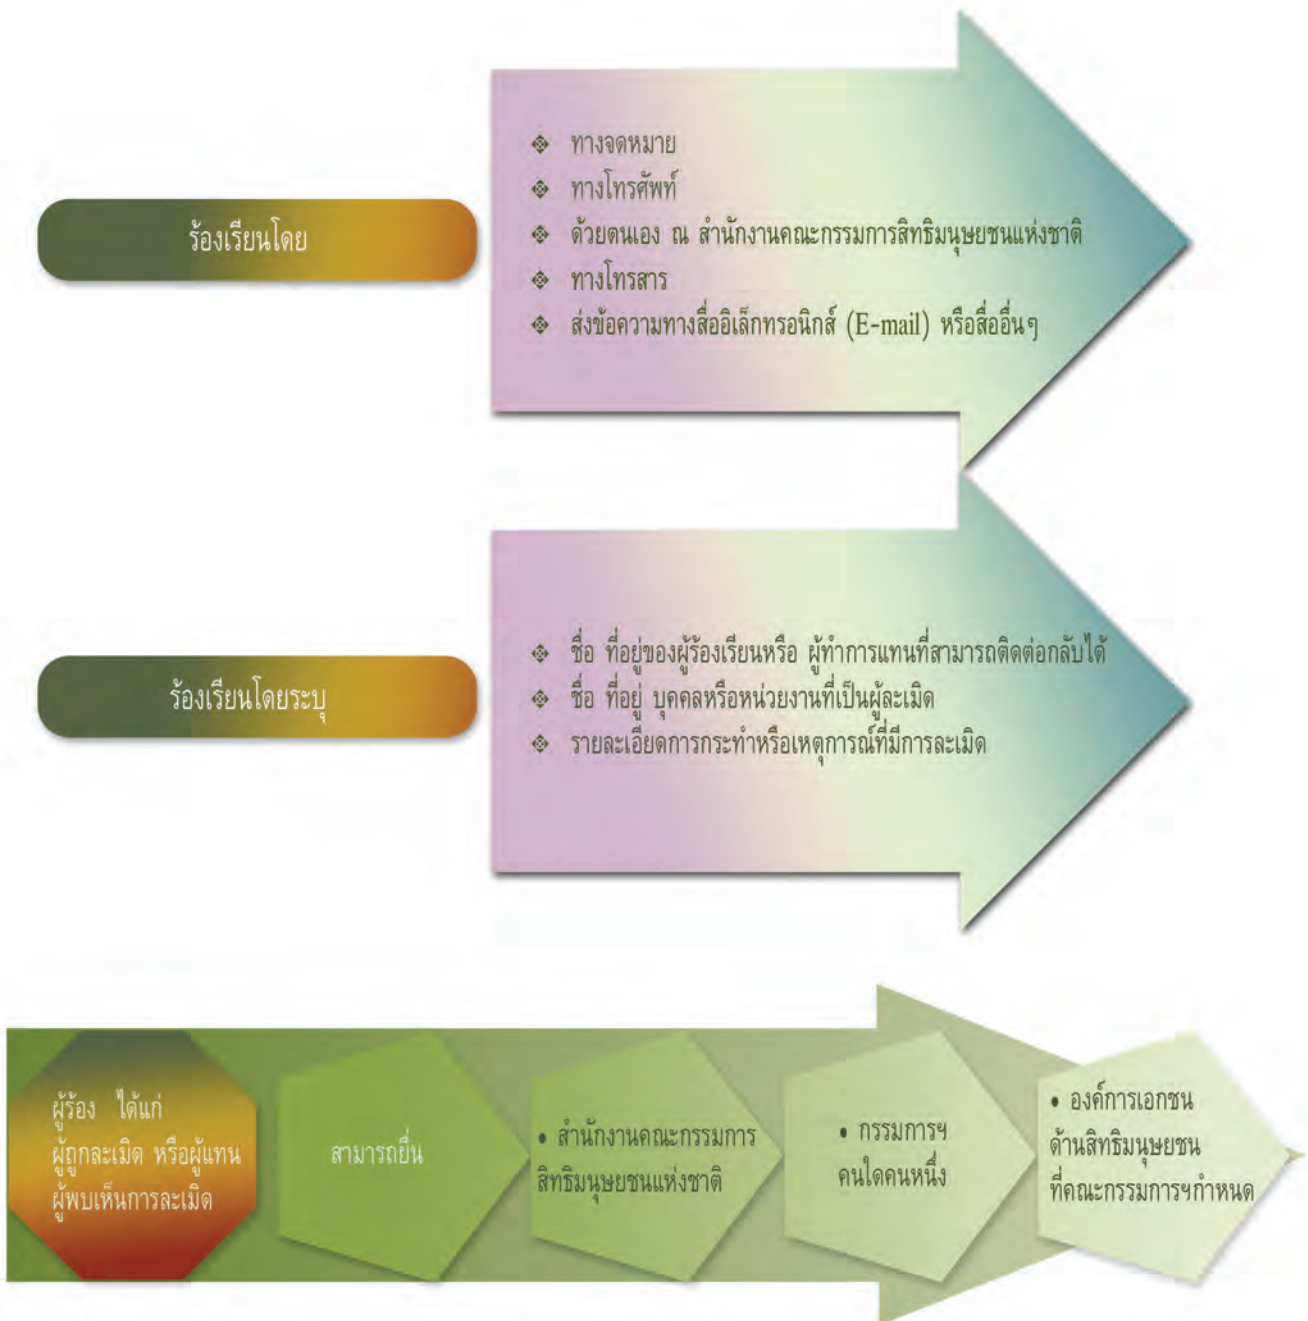 ร้องเรียนโดย
❖ ทางจดหมาย
❖ ทางโทรศัพท์
❖ ด้วยตนเอง ณ สำนักงานคณะกรรมการสิทธิมนุษยชนแห่งชาติ
❖ ทางโทรสาร
❖ ส่งข้อความทางสื่ออิเล็กทรอนิกส์ (E-mail) หรือสื่ออื่นๆ
ร้องเรียนโดยระบุ
❖ ชื่อ ที่อยู่ของผู้ร้องเรียนหรือ ผู้ทำการแทนที่สามารถติดต่อกลับได้
❖ ชื่อ ที่อยู่ บุคคลหรือหน่วยงานที่เป็นผู้ละเมิด
❖ รายละเอียดการกระทำหรือเหตุการณ์ที่มีการละเมิด
ผู้ร้อง ได้แก่
ผู้ถูกละเมิด หรือผู้แทน
ผู้พบเห็นการละเมิด
สามารถยื่น
• สำนักงานคณะกรรมการ
สิทธิมนุษยชนแห่งชาติ
• กรรมการฯ
คนใดคนหนึ่ง
• องค์การเอกชน
ด้านสิทธิมนุษยชน
ที่คณะกรรมการฯกำหนด